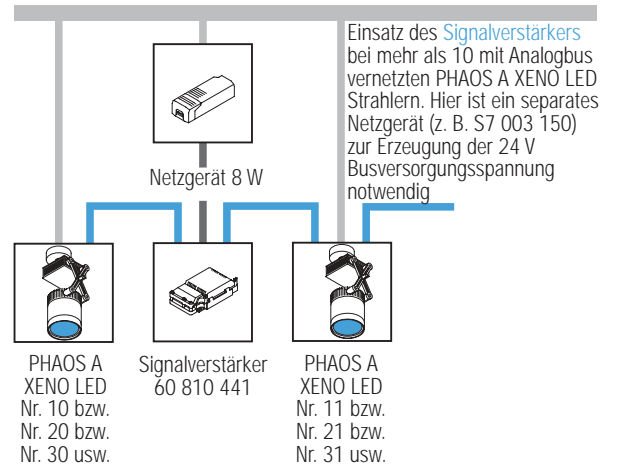 Einsatz des Signalverstärkers
bei mehr als 10 mit Analogbus
vernetzten PHAOS A XENO LED
Strahlern. Hier ist ein separates
Netzgerät (z. B. S7 003 150)
zur Erzeugung der 24 V
Busversorgungsspannung
notwendig
Netzgerät 8 W
PHAOS A
XENO LED
Nr. 10 bzw.
Nr. 20 bzw.
Nr. 30 usw.
Signalverstärker
60 810 441
PHAOS A
XENO LED
Nr. 11 bzw.
Nr. 21 bzw.
Nr. 31 usw.